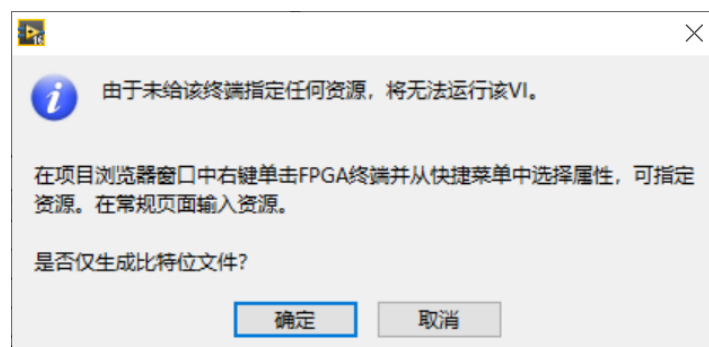 由于未给该终端指定任何资源，将无法运行该VI。
在项目浏览器窗口中右键单击FPGA终端并从快捷菜单中选择属性，可指定
资源。在常规页面输入资源。
是否仅生成比特位文件?
确定
取消